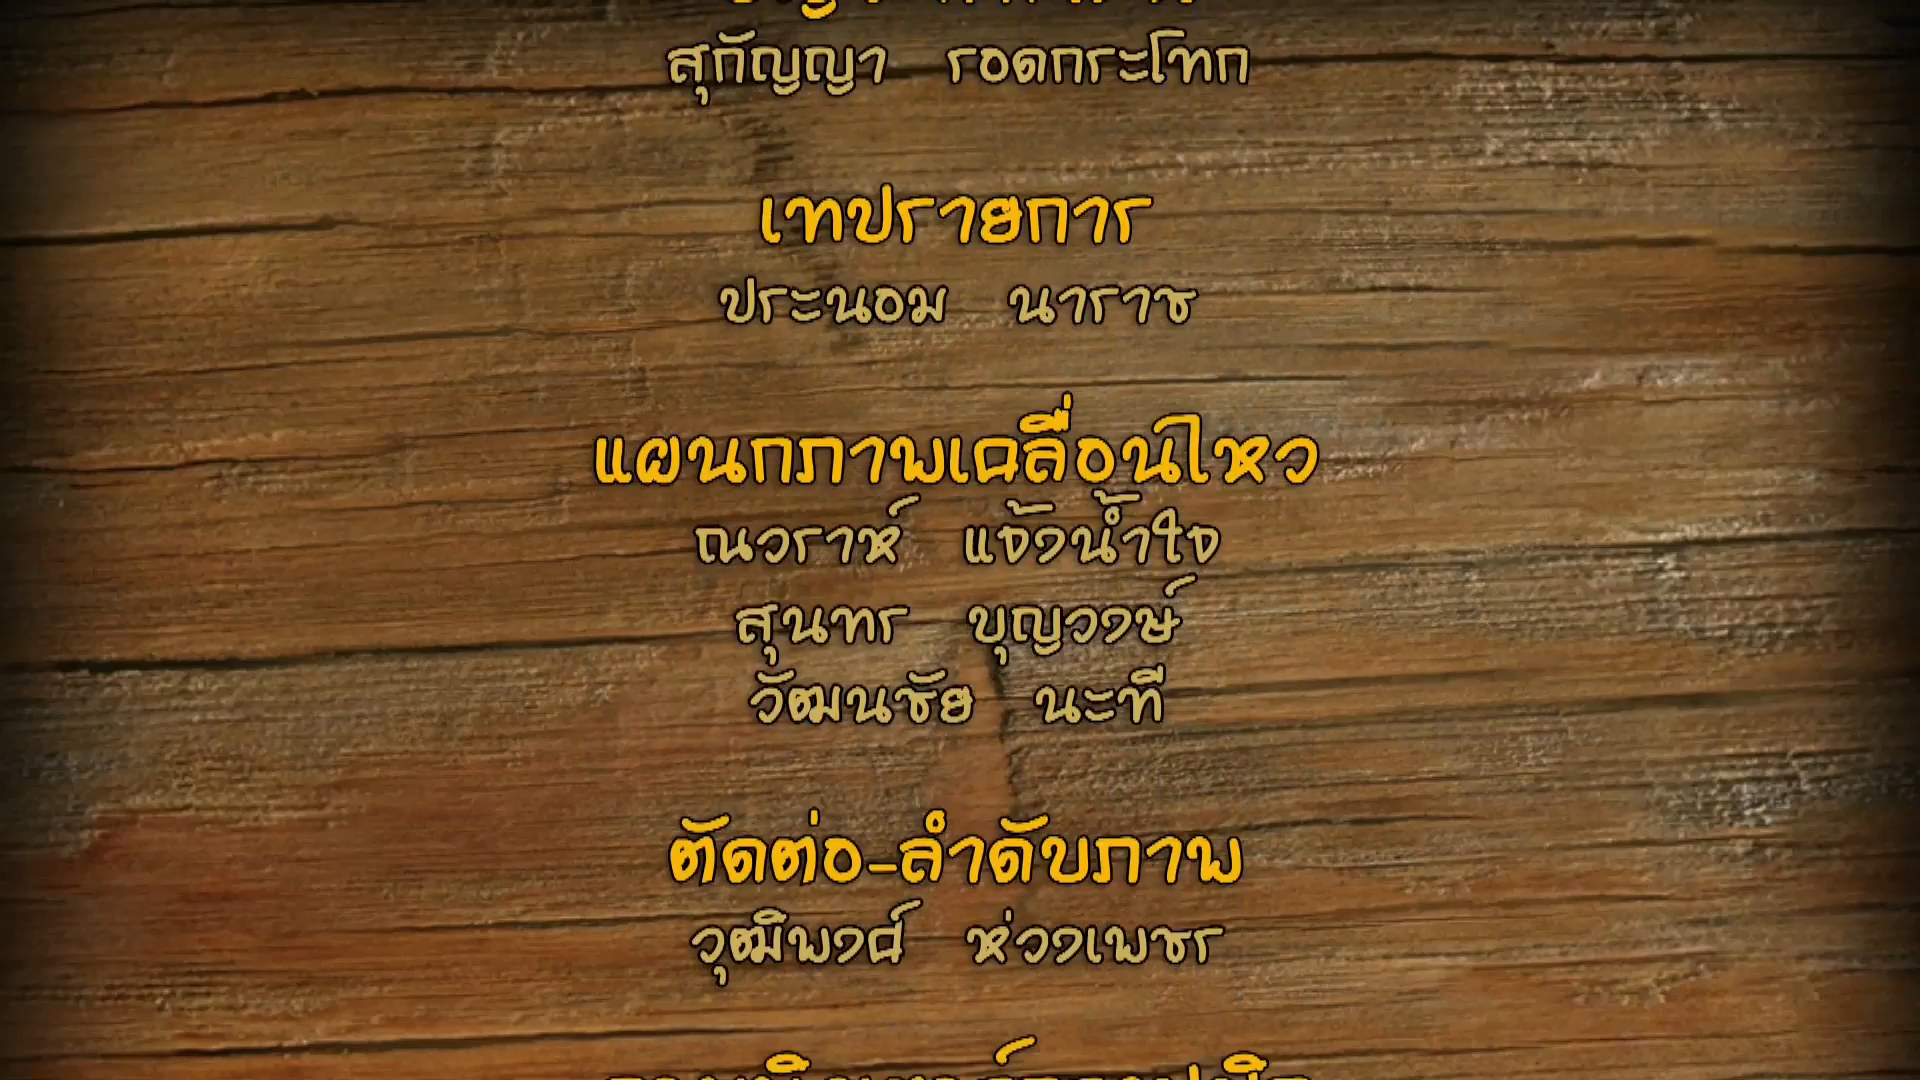 สุกัญญา รอดกระโทก
เทปรายการ
ประนอม นาราช
แผนกภาพเคลื่อนไหว
ณวราห์ แจ้งน้ำใจ
สุนทร บุญวงษ์
วัฒนชัย นะที
ตัดต่อ-ลำดับภาพ
วุฒิพงศ์ ห่วงเพชร